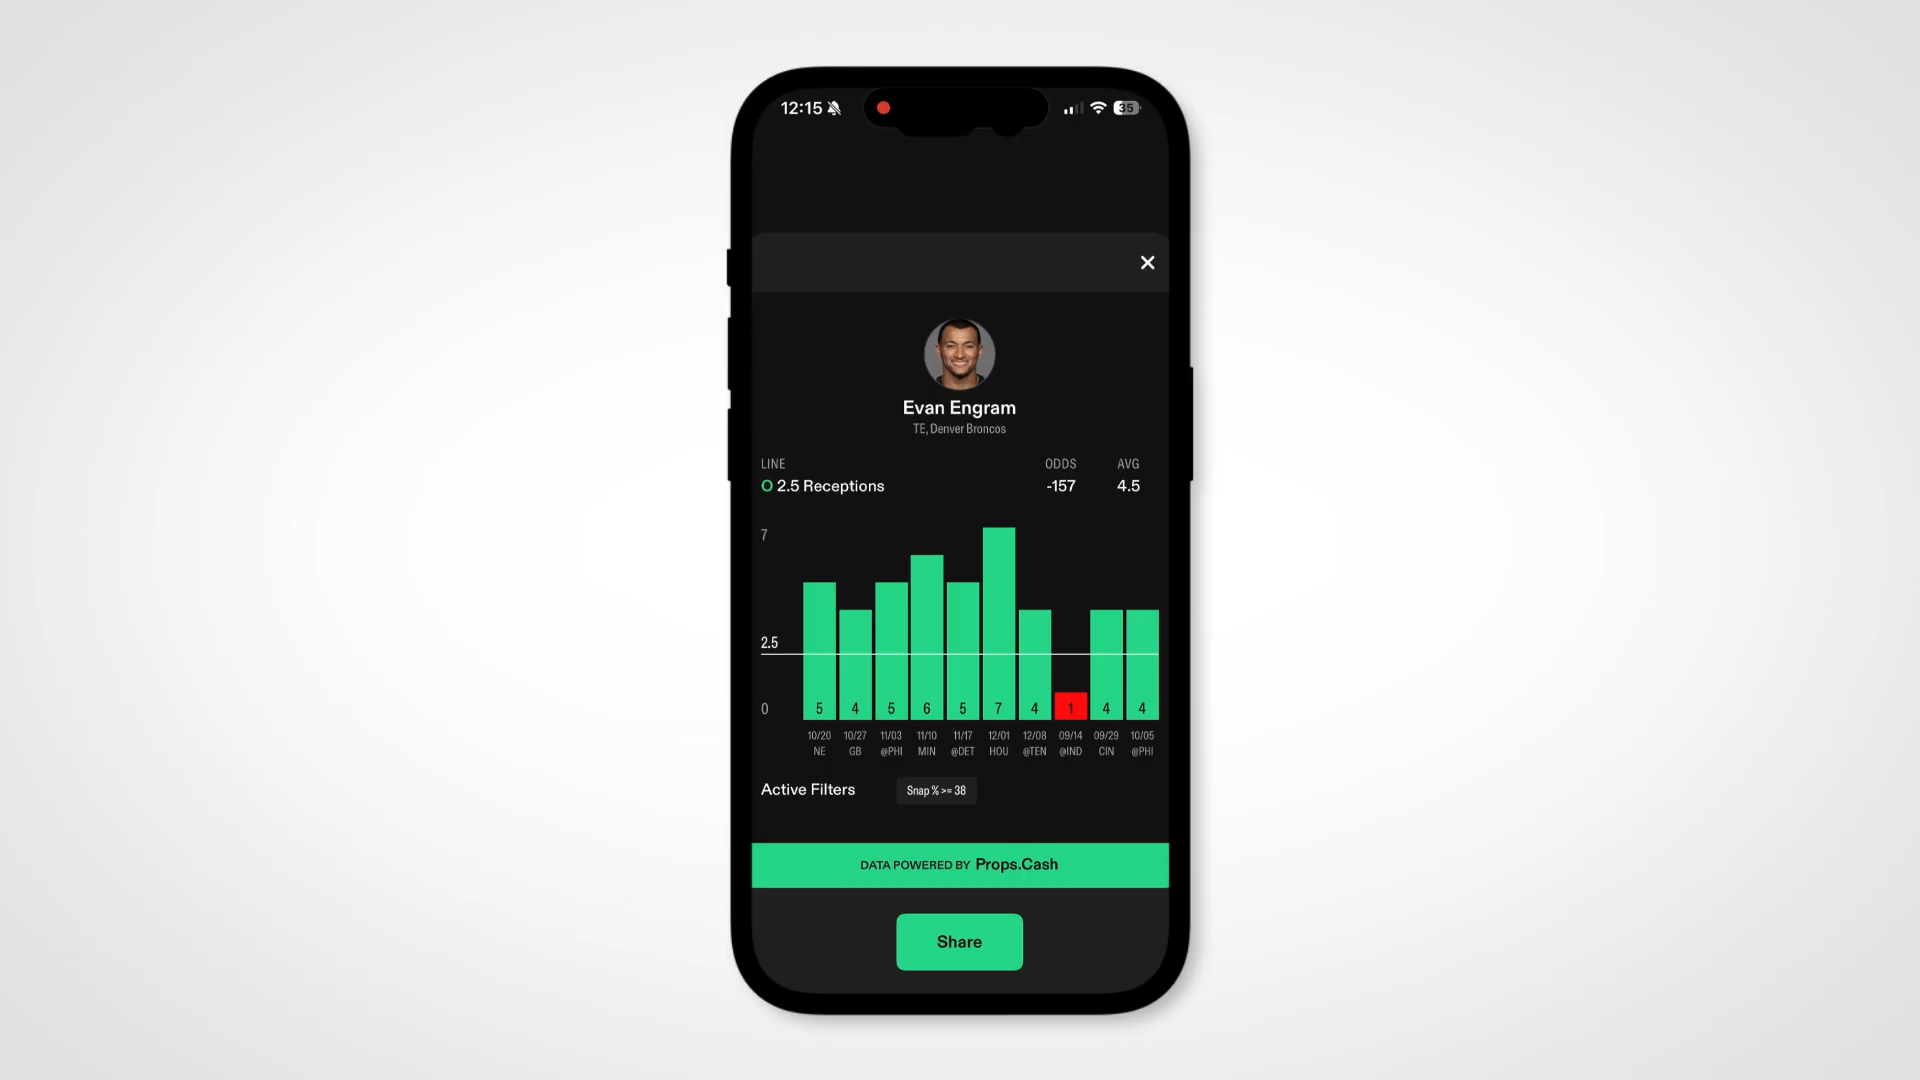 12:15 35
Evan Engram
TE, Denver Broncos
LINE ODDS AVG
O 2.5 Receptions -157 4.5
7
2.5
0 5 4 5 6 5 7 4 1 4 4
10/20 10/27 11/03 11/10 11/17 12/01 12/08 09/14 09/29 10/05
NE GB @PHI MIN @DET HOU @TEN @IND CIN @PHI
Active Filters Snap % >= 38
DATA POWERED BY Props.Cash
Share